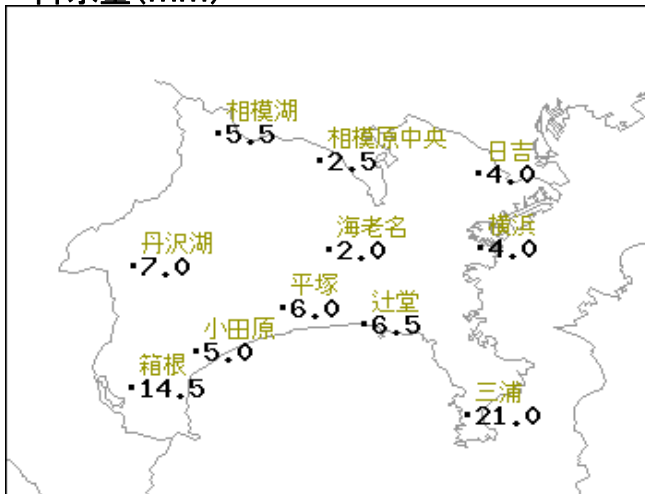 (mm)
相模湖
5.5
相模原中央
2.5
日吉
4.0
海老名
2.0
横浜
4.0
丹沢湖
7.0
平塚
6.0
辻堂
6.5
小田原
5.0
箱根
14.5
三浦
21.0